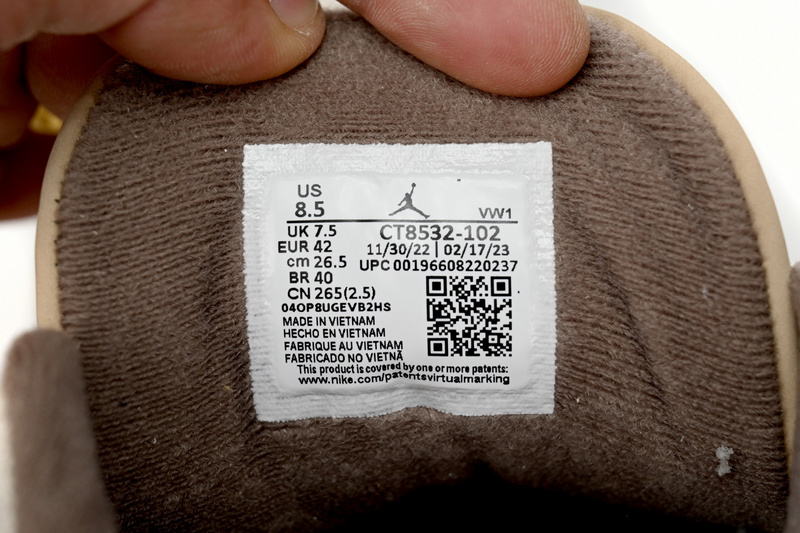 US
8.5
VW1
UK 7.5
CT8532-102
EUR 42
11/30/22 | 02/17/23
cm 26.5
UPC 00196608220237
BR 40
CN 265(2.5)
04OP8UGEVB2HS
MADE IN VIETNAM
HECHO EN VIETNAM
FABRIQUE AU VIETNAM
FABRICADO NO VIETNÃ
This product is covered by one or more patents:
www.nike.com/patentsvirtualmarking